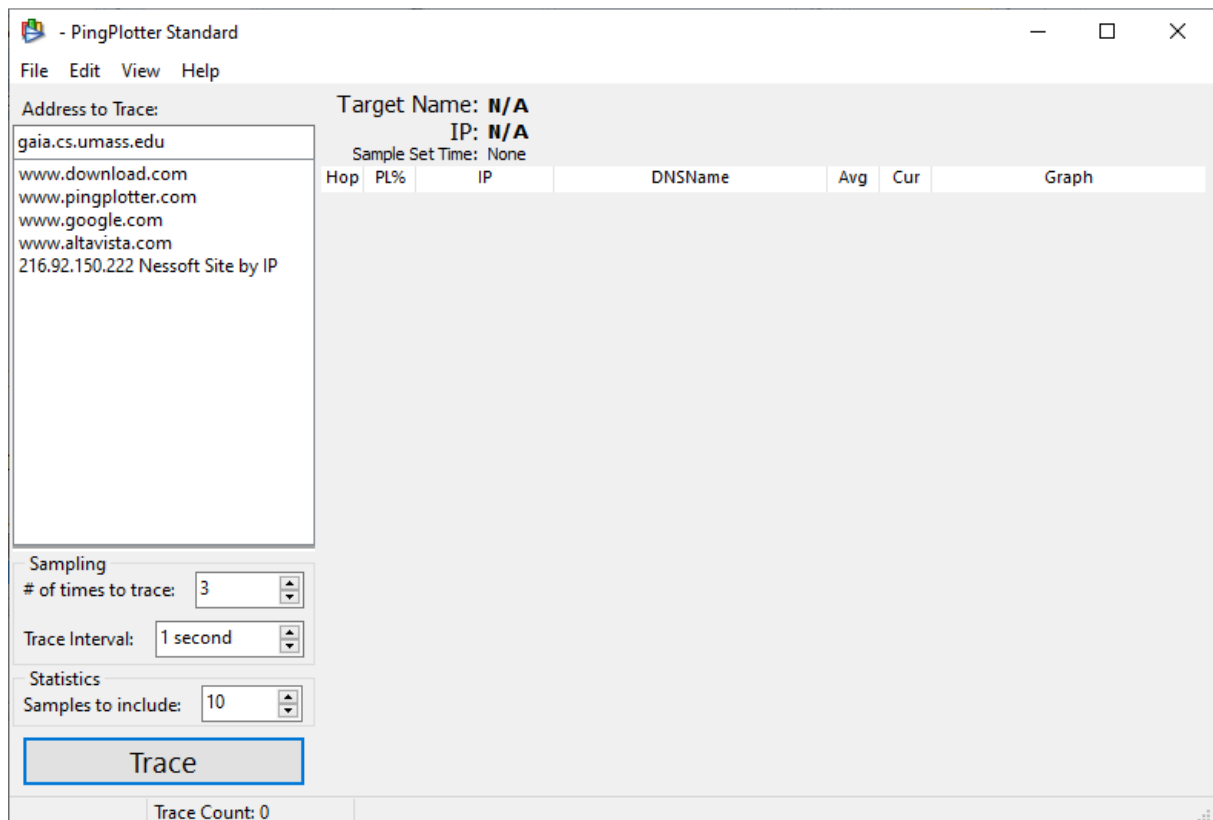 - PingPlotter Standard
File Edit View Help
Address to Trace:
gaia.cs.umass.edu
www.download.com
www.pingplotter.com
www.google.com
www.altavista.com
216.92.150.222 Nessoft Site by IP
Sampling
# of times to trace: 3
Trace Interval: 1 second
Statistics
Samples to include: 10
Trace
Target Name: N/A
IP: N/A
Sample Set Time: None
Hop PL% IP DNSName Avg Cur Graph
Trace Count: 0